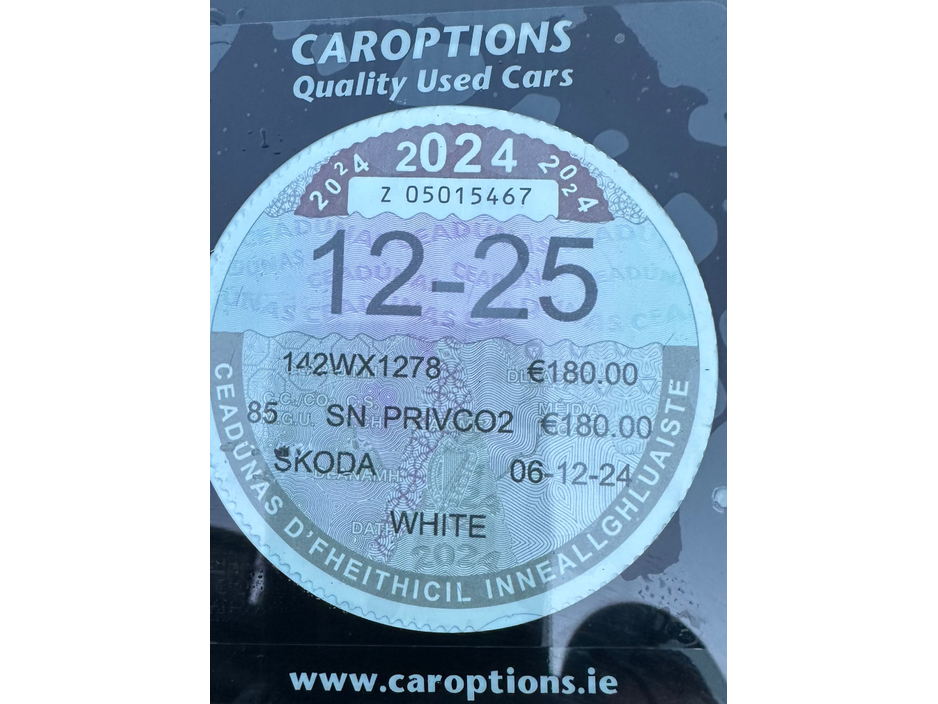 CAROPTIONS
Quality Used Cars
2024 2024 2024
Z 05015467
12-25
142WX1278 €180.00
85 SN PRIVCO2 €180.00
SKODA 06-12-24
WHITE
2024
CEADÚNAS D'FHEITHICIL INNEALLGHLUAISTE
www.caroptions.ie